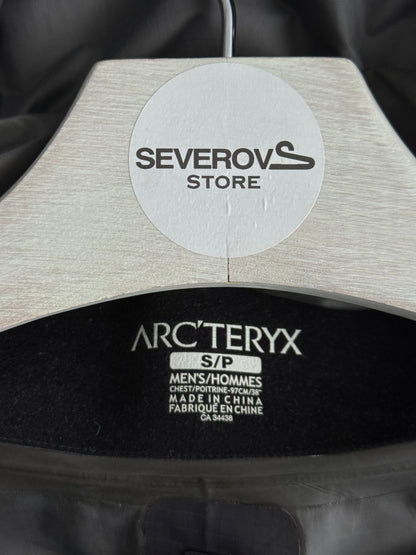 SEVEROVS
STORE
ARC'TERYX
S/P
MEN'S/HOMMES
CHEST/POITRINE-97CM/38"
MADE IN CHINA
FABRIQUÉ EN CHINE
CA 34438